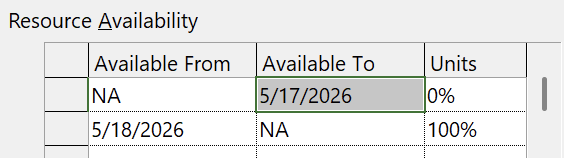 Resource Availability
Available From Available To Units
NA 5/17/2026 0%
5/18/2026 NA 100%